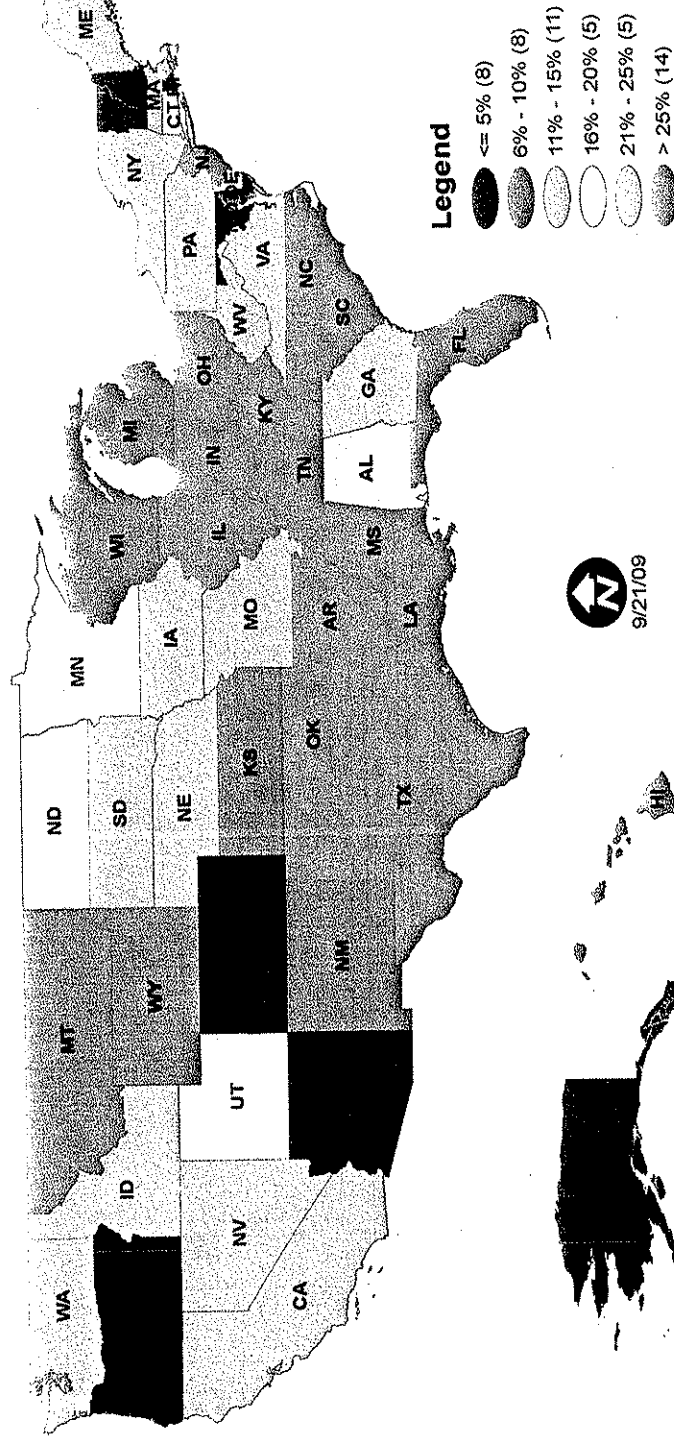 ME
WA
MT
ND
MN
NY
MA
CT
ID
SD
WI
MI
WY
IA
PA
NE
OH
NV
UT
IL
IN
WV
VA
CA
KS
MO
KY
NC
TN
NM
OK
AR
SC
TX
LA
MS
AL
GA
FL
HI
N
9/21/09
Legend
<= 5% (8)
6% - 10% (8)
11% - 15% (11)
16% - 20% (5)
21% - 25% (5)
> 25% (14)